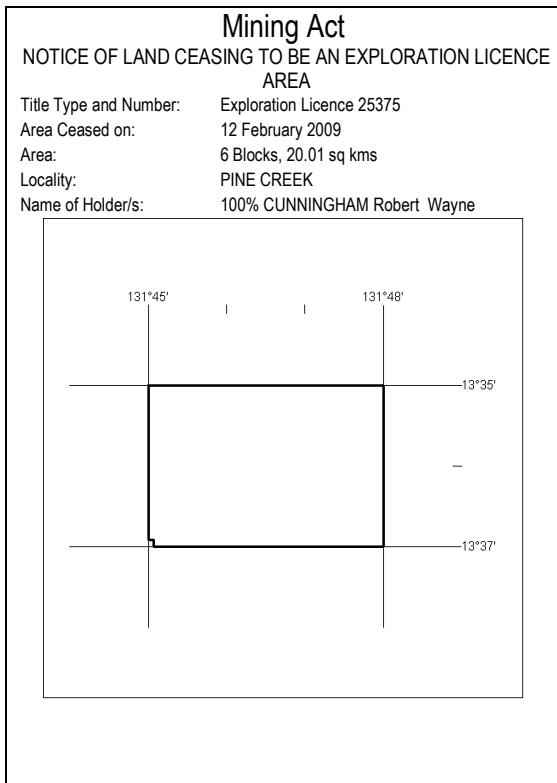 Mining Act
NOTICE OF LAND CEASING TO BE AN EXPLORATION LICENCE
AREA
Title Type and Number: Exploration Licence 25375
Area Ceased on: 12 February 2009
Area: 6 Blocks, 20.01 sq kms
Locality: PINE CREEK
Name of Holder/s: 100% CUNNINGHAM Robert Wayne
131°45' 131°48'
13°35'
13°37'